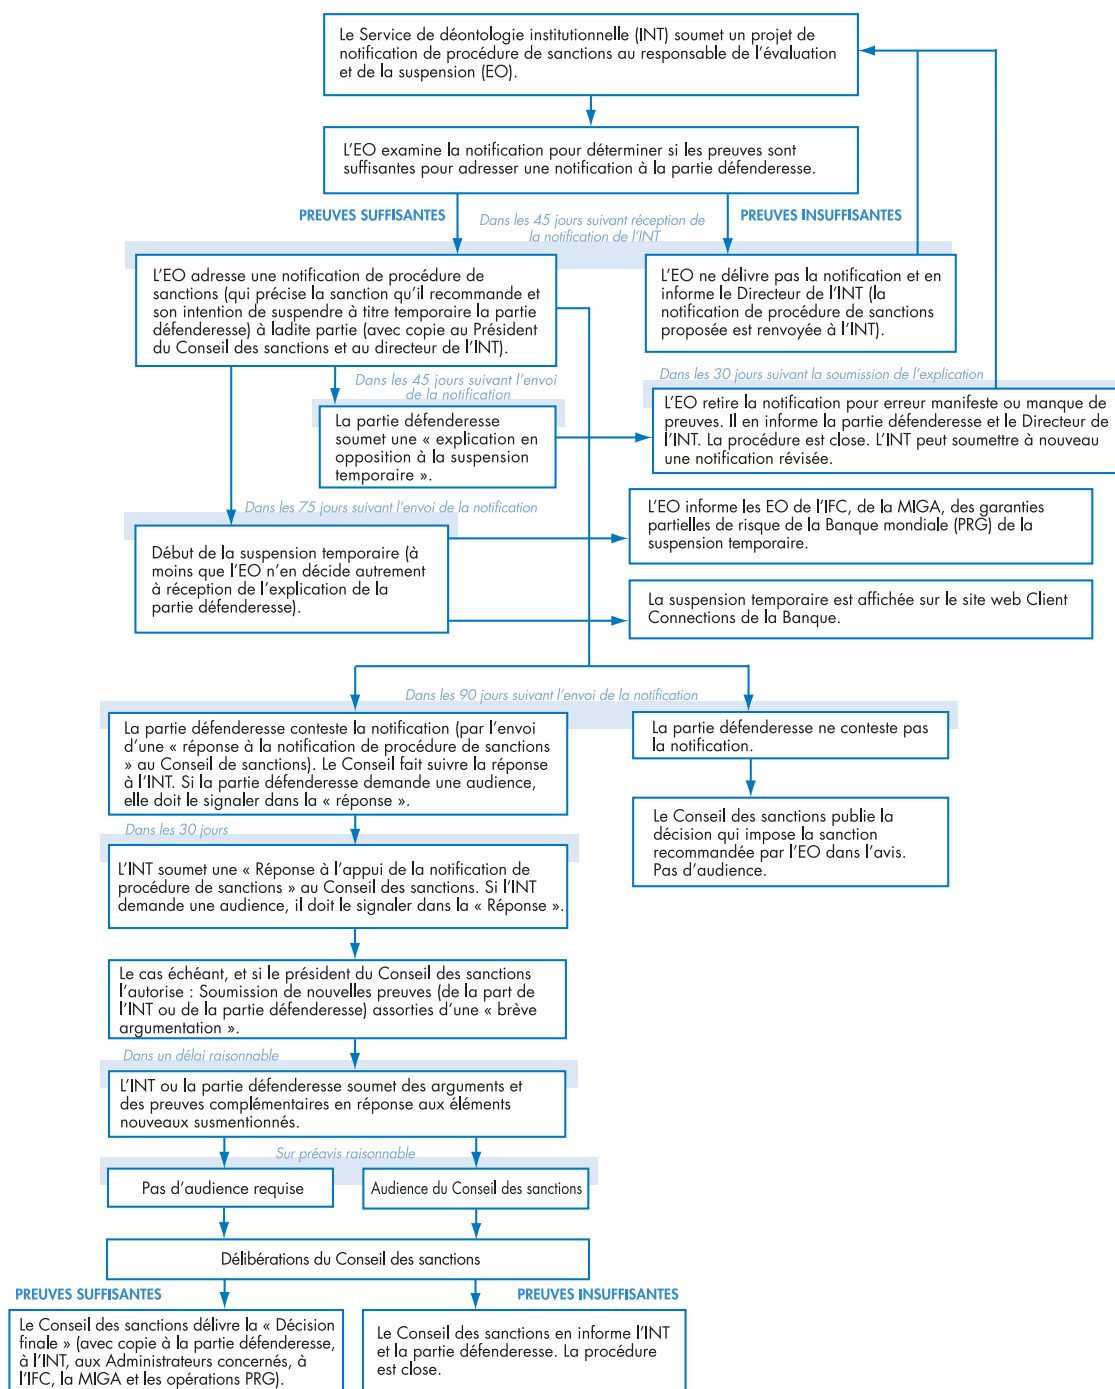 Le Service de déontologie institutionnelle (INT) soumet un projet de
notification de procédure de sanctions au responsable de l'évaluation
et de la suspension (EO).
L'EO examine la notification pour déterminer si les preuves sont
suffisantes pour adresser une notification à la partie défenderesse.
PREUVES SUFFISANTES
Dans les 45 jours suivant réception de
la notification de l'INT
PREUVES INSUFFISANTES
L'EO adresse une notification de procédure de
sanctions (qui précise la sanction qu'il recommande et
son intention de suspendre à titre temporaire la partie
défenderesse) à ladite partie (avec copie au Président
du Conseil des sanctions et au directeur de l'INT).
L'EO ne délivre pas la notification et en
informe le Directeur de l'INT (la
notification de procédure de sanctions
proposée est renvoyée à l'INT).
Dans les 45 jours suivant l'envoi
de la notification
Dans les 30 jours suivant la soumission de l'explication
La partie défenderesse
soumet une « explication en
opposition à la suspension
temporaire ».
L'EO retire la notification pour erreur manifeste ou manque de
preuves. Il en informe la partie défenderesse et le Directeur de
l'INT. La procédure est close. L'INT peut soumettre à nouveau
une notification révisée.
Dans les 75 jours suivant l'envoi de la notification
Début de la suspension temporaire (à
moins que l'EO n'en décide autrement
à réception de l'explication de la
partie défenderesse).
L'EO informe les EO de l'IFC, de la MIGA, des garanties
partielles de risque de la Banque mondiale (PRG) de la
suspension temporaire.
La suspension temporaire est affichée sur le site web Client
Connections de la Banque.
Dans les 90 jours suivant l'envoi de la notification
La partie défenderesse conteste la notification (par l'envoi
d'une « réponse à la notification de procédure de sanctions
» au Conseil de sanctions). Le Conseil fait suivre la réponse
à l'INT. Si la partie défenderesse demande une audience,
elle doit le signaler dans la « réponse ».
La partie défenderesse ne conteste pas
la notification.
Le Conseil des sanctions publie la
décision qui impose la sanction
recommandée par l'EO dans l'avis.
Pas d'audience.
Dans les 30 jours
L'INT soumet une « Réponse à l'appui de la notification de
procédure de sanctions » au Conseil des sanctions. Si l'INT
demande une audience, il doit le signaler dans la « Réponse ».
Le cas échéant, et si le président du Conseil des sanctions
l'autorise : Soumission de nouvelles preuves (de la part de
l'INT ou de la partie défenderesse) assorties d'une « brève
argumentation ».
Dans un délai raisonnable
L'INT ou la partie défenderesse soumet des arguments et
des preuves complémentaires en réponse aux éléments
nouveaux susmentionnés.
Sur préavis raisonnable
Pas d'audience requise
Audience du Conseil des sanctions
Délibérations du Conseil des sanctions
PREUVES SUFFISANTES
PREUVES INSUFFISANTES
Le Conseil des sanctions délivre la « Décision
finale » (avec copie à la partie défenderesse,
à l'INT, aux Administrateurs concernés, à
l'IFC, la MIGA et les opérations PRG).
Le Conseil des sanctions en informe l'INT
et la partie défenderesse. La procédure
est close.